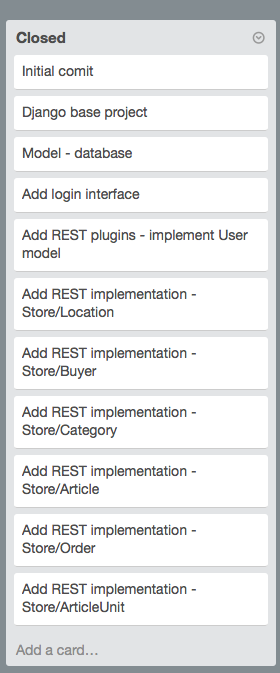 Closed
Initial comit
Django base project
Model - database
Add login interface
Add REST plugins - implement User
model
Add REST implementation -
Store/Location
Add REST implementation -
Store/Buyer
Add REST implementation -
Store/Category
Add REST implementation -
Store/Article
Add REST implementation -
Store/Order
Add REST implementation -
Store/ArticleUnit
Add a card…